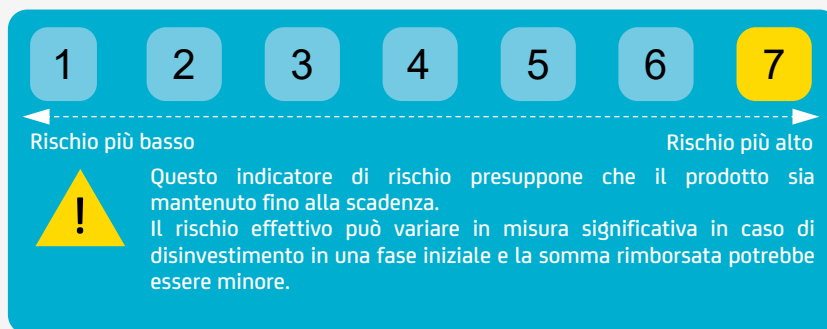 1 2 3 4 5 6 7
Rischio più basso Rischio più alto
Questo indicatore di rischio presuppone che il prodotto sia
mantenuto fino alla scadenza.
Il rischio effettivo può variare in misura significativa in caso di
disinvestimento in una fase iniziale e la somma rimborsata potrebbe
essere minore.
!